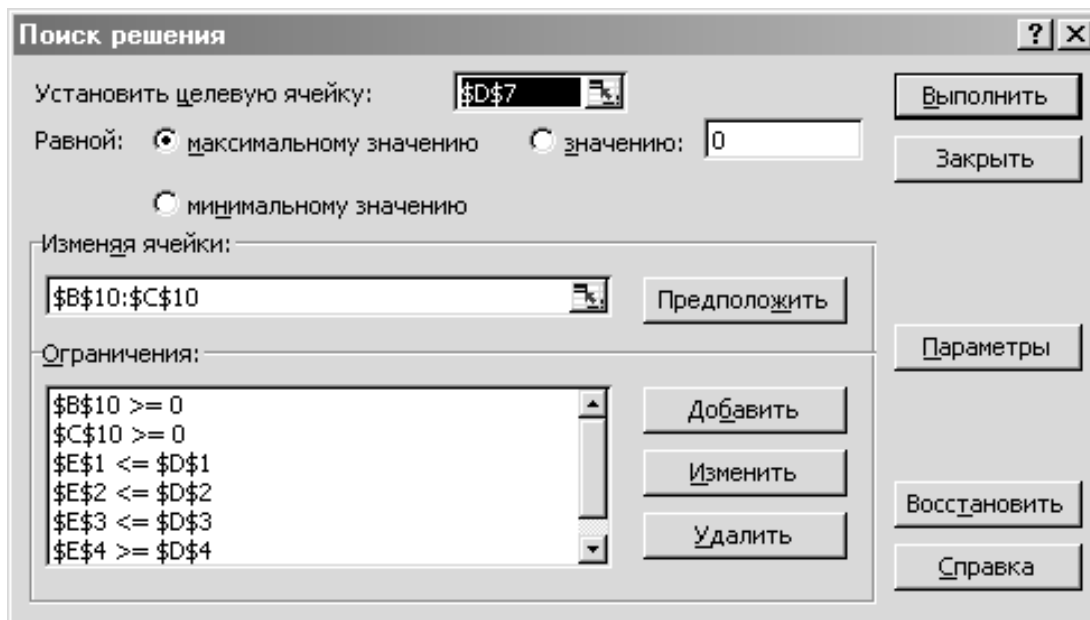 Поиск решения
Установить целевую ячейку: $D$7
Выполнить
Равной: максимальному значению значению: 0
Закрыть
минимальному значению
Изменяя ячейки:
$B$10:$C$10
Предположить
Ограничения:
Параметры
$B$10 >= 0
$C$10 >= 0
$E$1 <= $D$1
$E$2 <= $D$2
$E$3 <= $D$3
$E$4 >= $D$4
Добавить
Изменить
Удалить
Восстановить
Справка